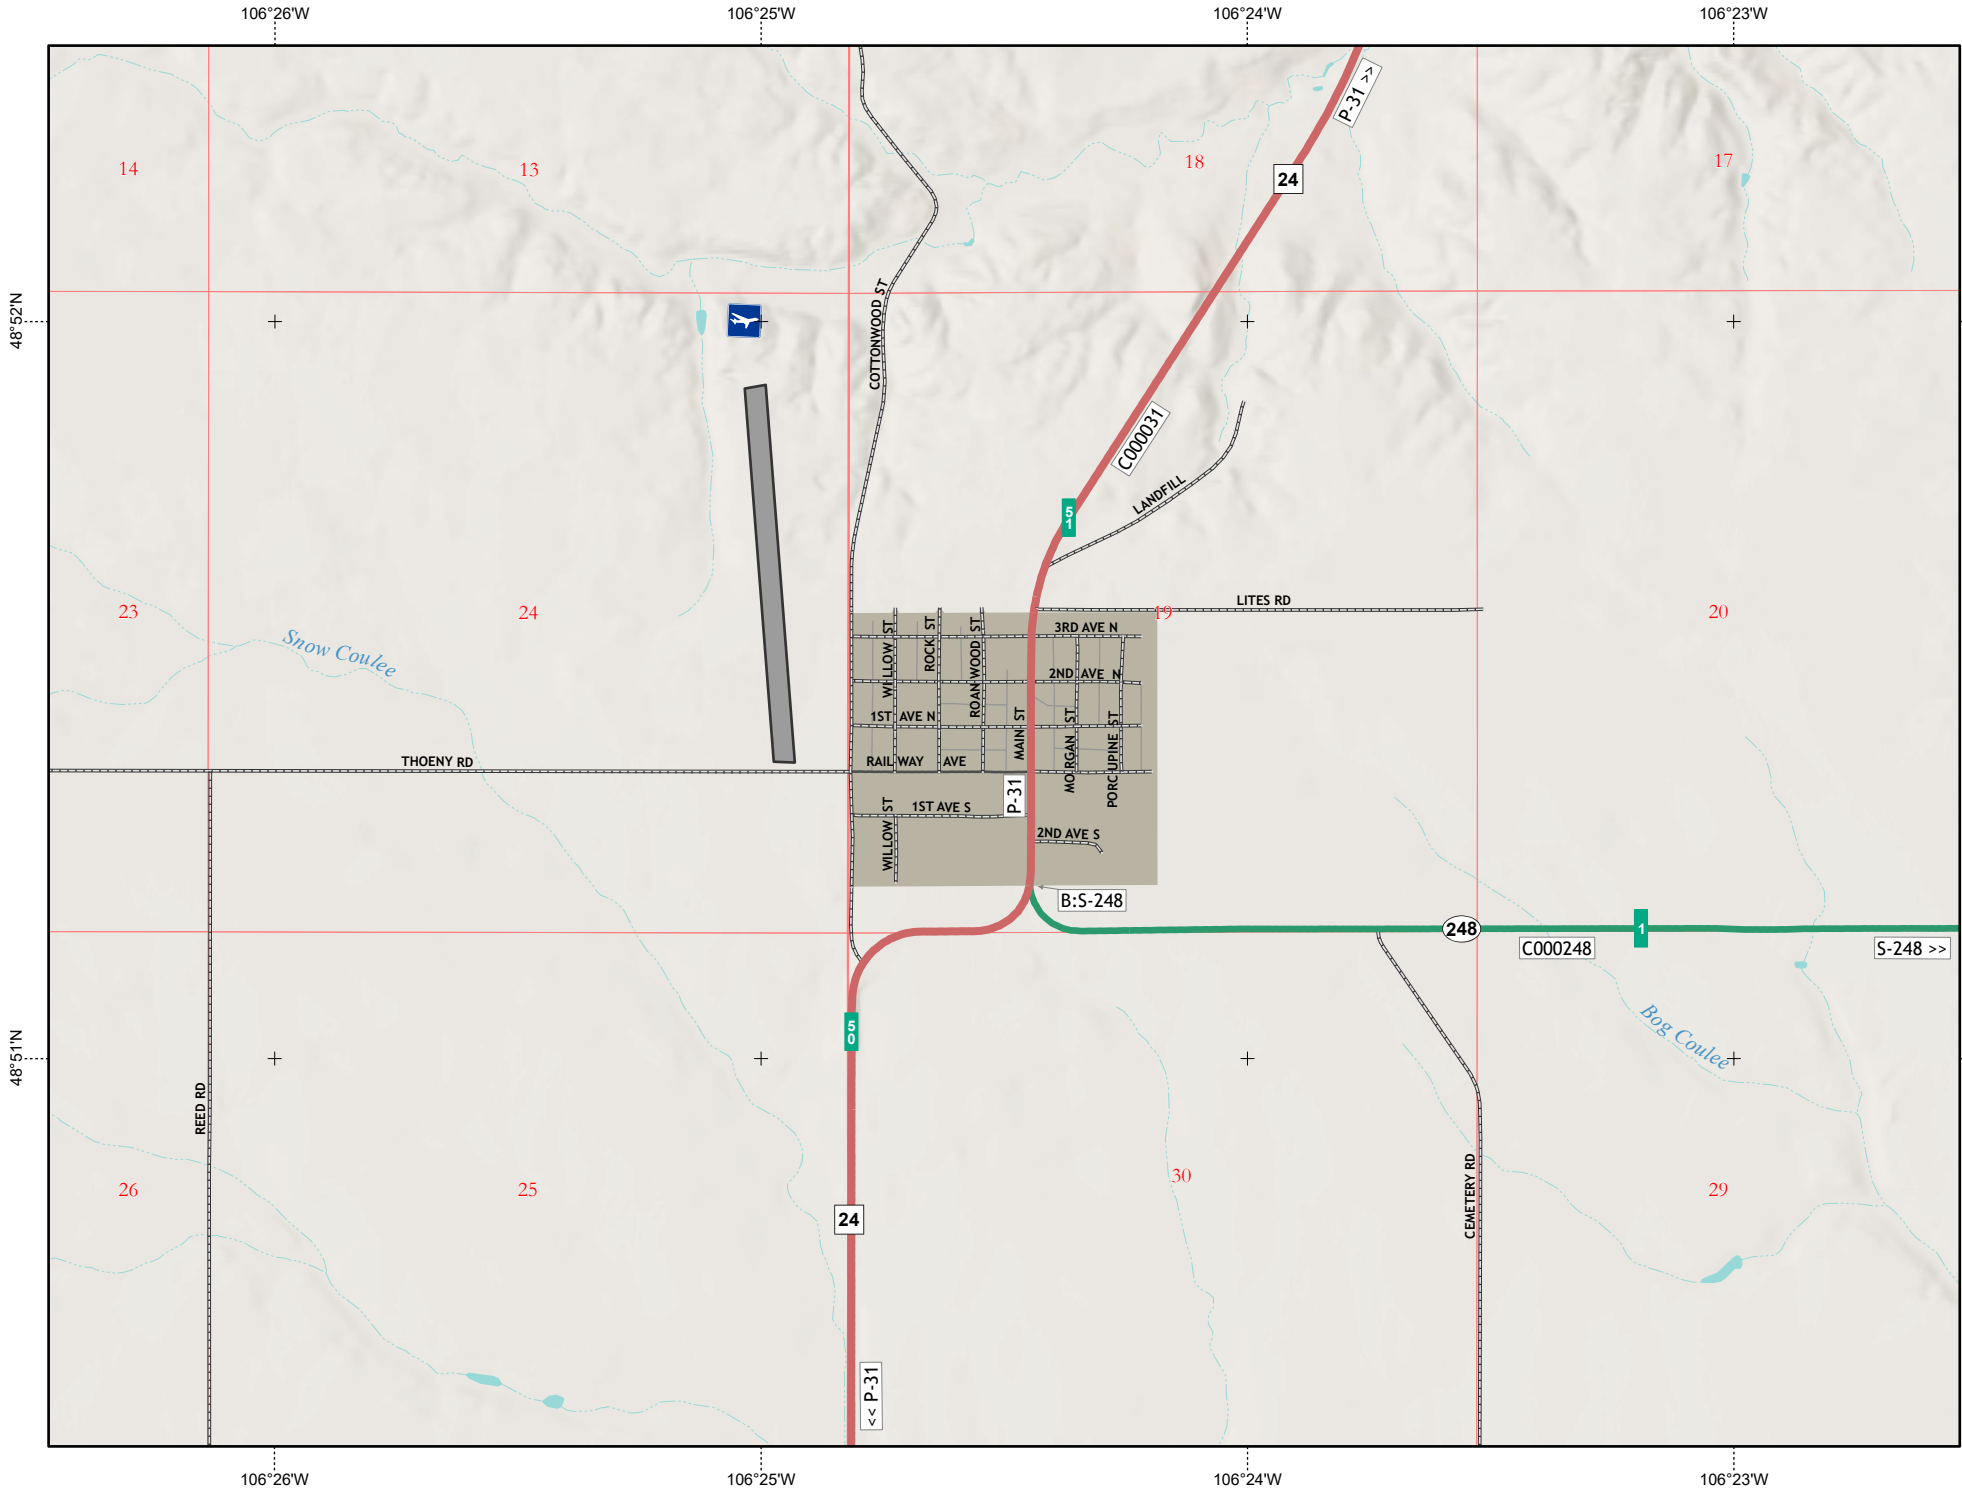 106°26'W
106°25'W
106°24'W
106°23'W
P-31 >>
14
13
18
17
24
COTTONWOOD ST
48°52'N
C000031
51
LANDFILL
LITES RD
23
24
19
20
Snow Coulee
WILLOW ST
ROCK ST
ROANWOOD ST
3RD AVE N
2ND AVE N
1ST AVE N
MAIN ST
MORGAN ST
PORCUPINE ST
THOENY RD
RAILWAY AVE
P-31
1ST AVE S
WILLOW ST
2ND AVE S
B:S-248
248
1
C000248
S-248 >>
50
Bog Coulee
48°51'N
REED RD
26
25
30
29
24
CEMETERY RD
<< P-31
106°26'W
106°25'W
106°24'W
106°23'W